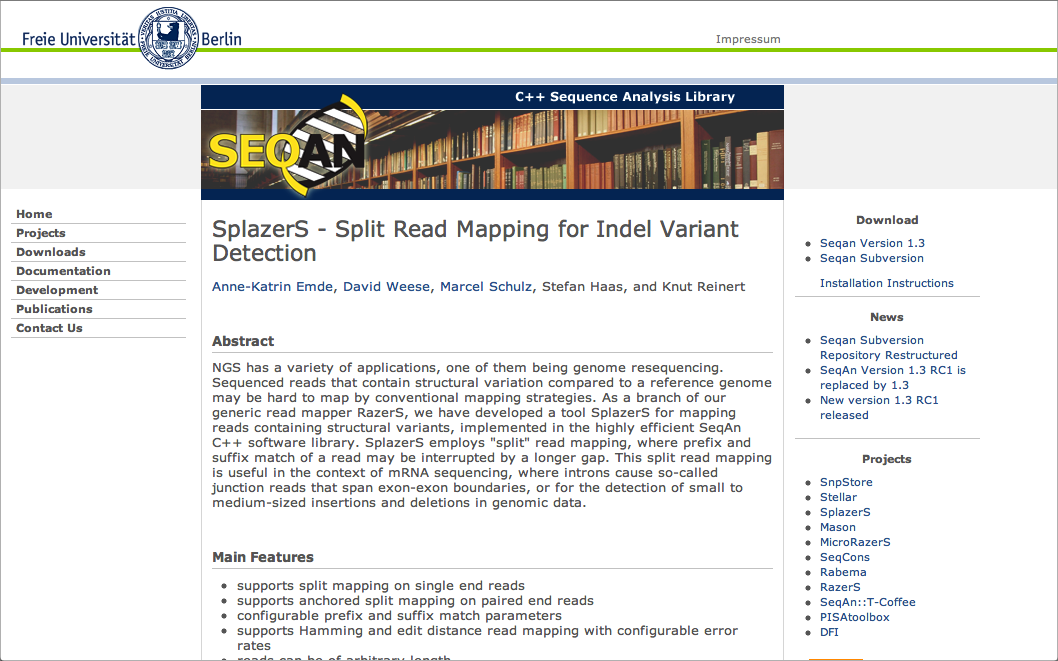 Freie Universität Berlin
Impressum
C++ Sequence Analysis Library
SEQAN
Home
Projects
Downloads
Documentation
Development
Publications
Contact Us
SplazerS - Split Read Mapping for Indel Variant
Detection
Anne-Katrin Emde, David Weese, Marcel Schulz, Stefan Haas, and Knut Reinert
Abstract
NGS has a variety of applications, one of them being genome resequencing.
Sequenced reads that contain structural variation compared to a reference genome
may be hard to map by conventional mapping strategies. As a branch of our
generic read mapper RazerS, we have developed a tool SplazerS for mapping
reads containing structural variants, implemented in the highly efficient SeqAn
C++ software library. SplazerS employs "split" read mapping, where prefix and
suffix match of a read may be interrupted by a longer gap. This split read mapping
is useful in the context of mRNA sequencing, where introns cause so-called
junction reads that span exon-exon boundaries, or for the detection of small to
medium-sized insertions and deletions in genomic data.
Main Features
supports split mapping on single end reads
supports anchored split mapping on paired end reads
configurable prefix and suffix match parameters
supports Hamming and edit distance read mapping with configurable error
rates
reads can be of arbitrary length
Download
Seqan Version 1.3
Seqan Subversion
Installation Instructions
News
Seqan Subversion
Repository Restructured
SeqAn Version 1.3 RC1 is
replaced by 1.3
New version 1.3 RC1
released
Projects
SnpStore
Stellar
SplazerS
Mason
MicroRazerS
SeqCons
Rabema
RazerS
SeqAn::T-Coffee
PISAtoolbox
DFI